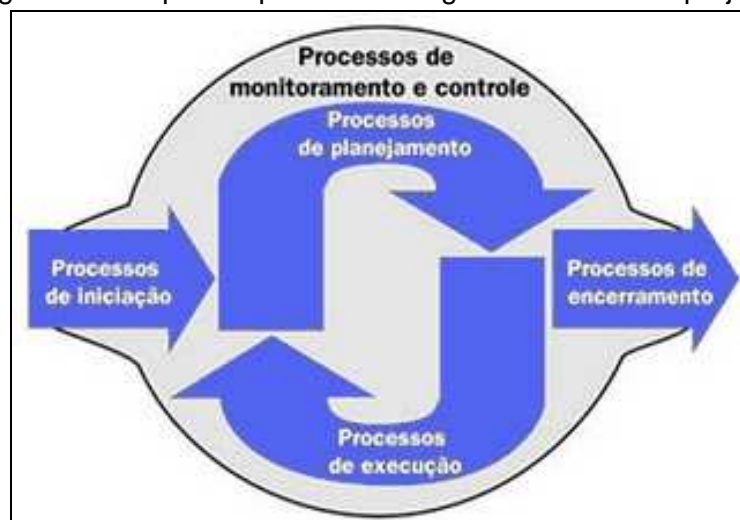 Processos de
monitoramento e controle
Processos
de planejamento
Processos
de iniciação
Processos de
encerramento
Processos
de execução